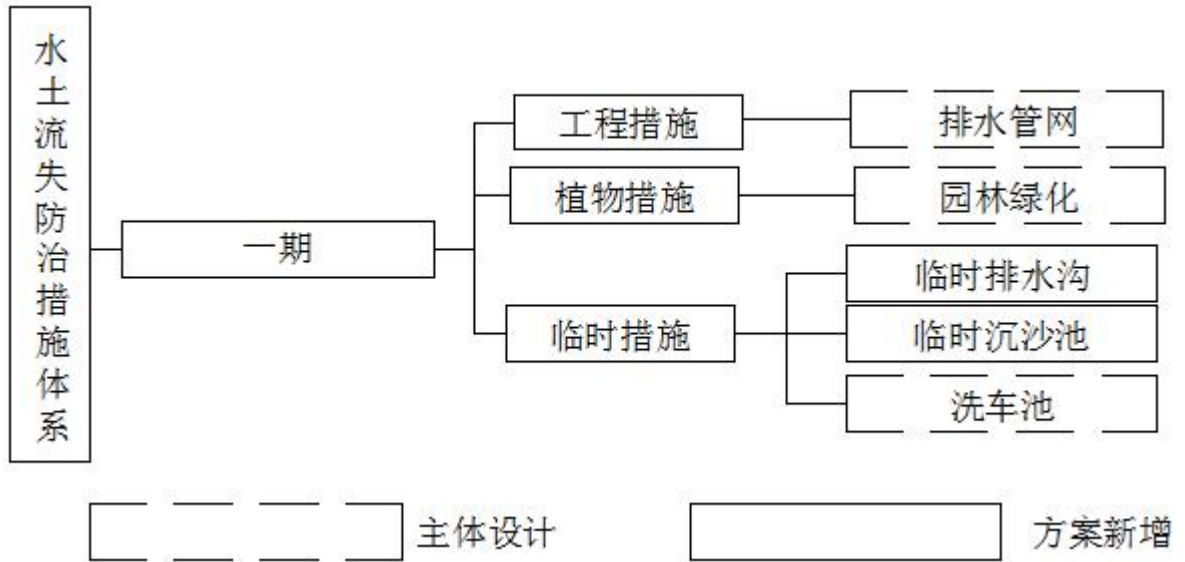 水土流失防治措施体系
一期
工程措施
植物措施
临时措施
排水管网
园林绿化
临时排水沟
临时沉沙池
洗车池
主体设计
方案新增